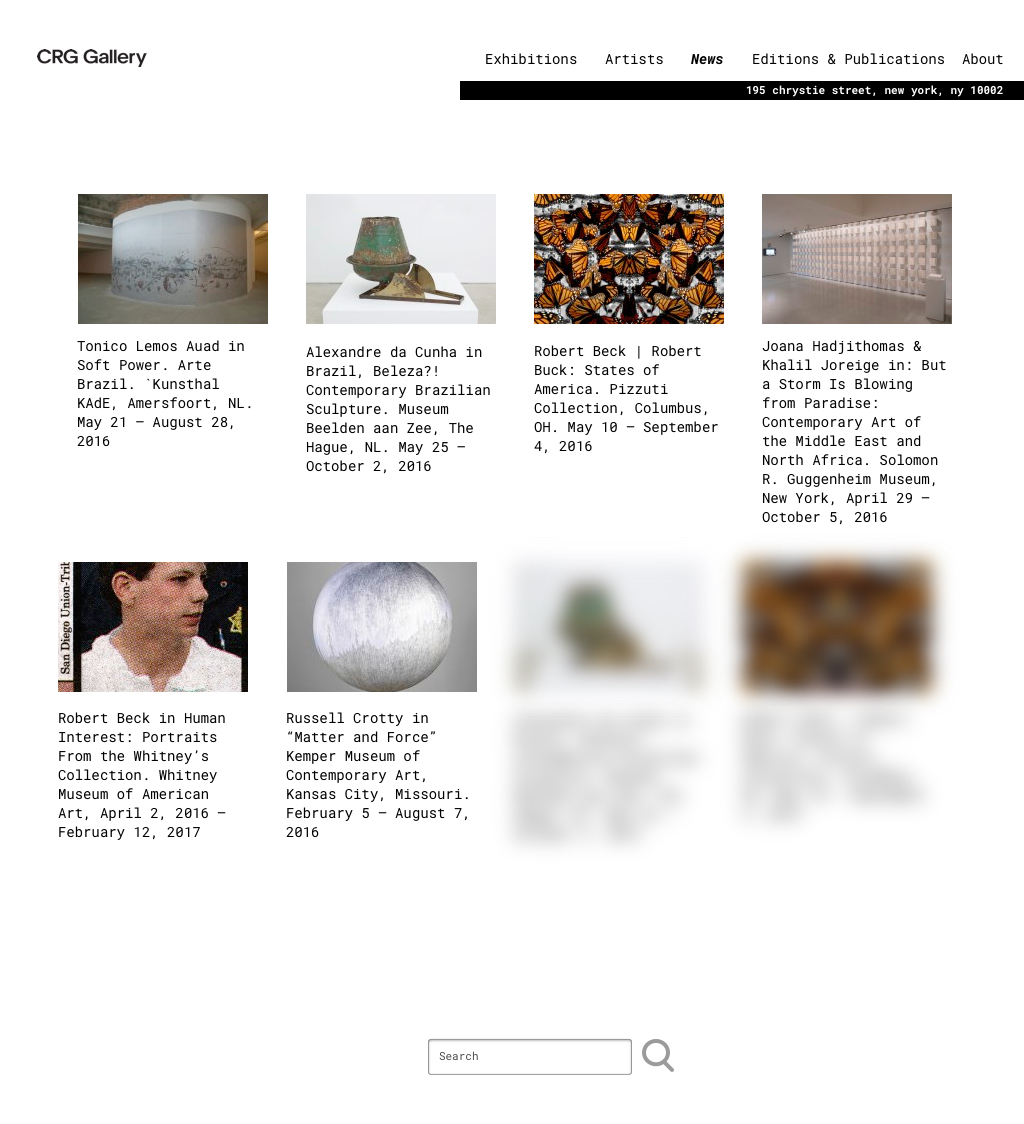 CRG Gallery
Exhibitions Artists News Editions & Publications About
195 chrystie street, new york, ny 10002
Tonico Lemos Auad in
Soft Power. Arte
Brazil. `Kunsthal
KAdE, Amersfoort, NL.
May 21 – August 28,
2016
Alexandre da Cunha in
Brazil, Beleza?!
Contemporary Brazilian
Sculpture. Museum
Beelden aan Zee, The
Hague, NL. May 25 –
October 2, 2016
Robert Beck | Robert
Buck: States of
America. Pizzuti
Collection, Columbus,
OH. May 10 – September
4, 2016
Joana Hadjithomas &
Khalil Joreige in: But
a Storm Is Blowing
from Paradise:
Contemporary Art of
the Middle East and
North Africa. Solomon
R. Guggenheim Museum,
New York, April 29 –
October 5, 2016
San Diego Union-Trib
Robert Beck in Human
Interest: Portraits
From the Whitney’s
Collection. Whitney
Museum of American
Art, April 2, 2016 –
February 12, 2017
Russell Crotty in
“Matter and Force”
Kemper Museum of
Contemporary Art,
Kansas City, Missouri.
February 5 – August 7,
2016
Search